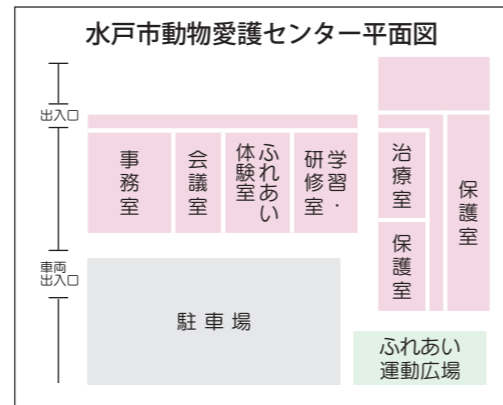 水戸市動物愛護センター平面図
出入口
事務室
会議室
ふれあい
体験室
学習・
研修室
治療室
保護室
保護室
車両
出入口
駐車場
ふれあい
運動広場